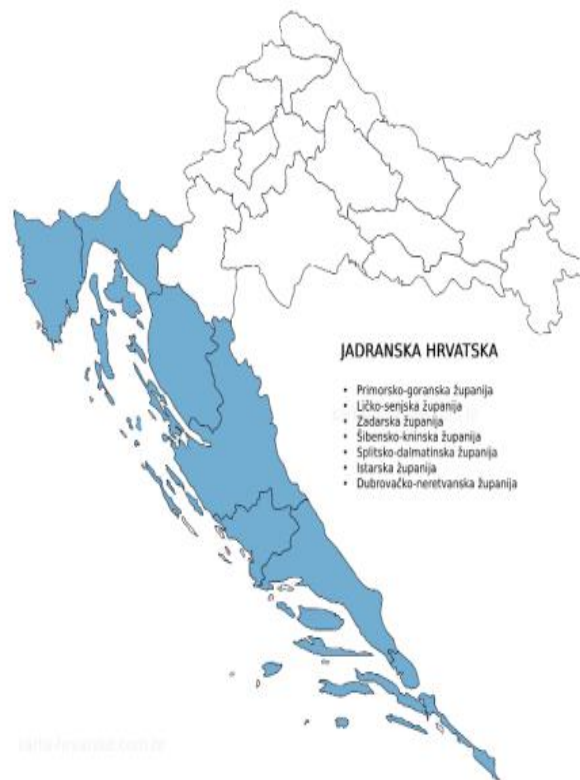 JADRANSKA HRVATSKA
• Primorsko-goranska županija
• Ličko-senjska županija
• Zadarska županija
• Šibensko-kninska županija
• Splitsko-dalmatinska županija
• Istarska županija
• Dubrovačko-neretvanska županija